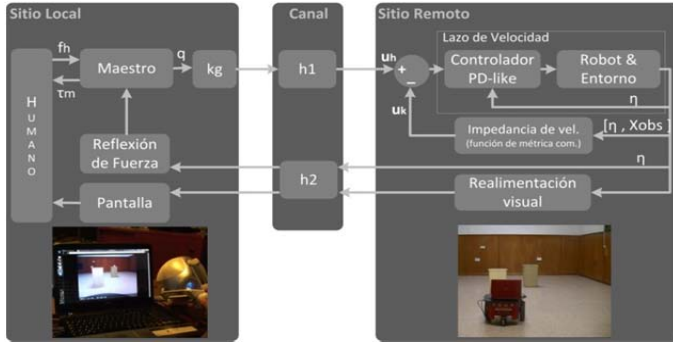 Sitio Local
Canal
Sitio Remoto
Lazo de Velocidad
fh
q
uh
τm
Maestro
kg
h1
+
−
Controlador
PD-like
Robot &
Entorno
HUMANO
η
uk
[η , Xobs ]
Reflexión
de Fuerza
Impedancia de vel.
(función de métrica com.)
η
h2
Pantalla
Realimentación
visual